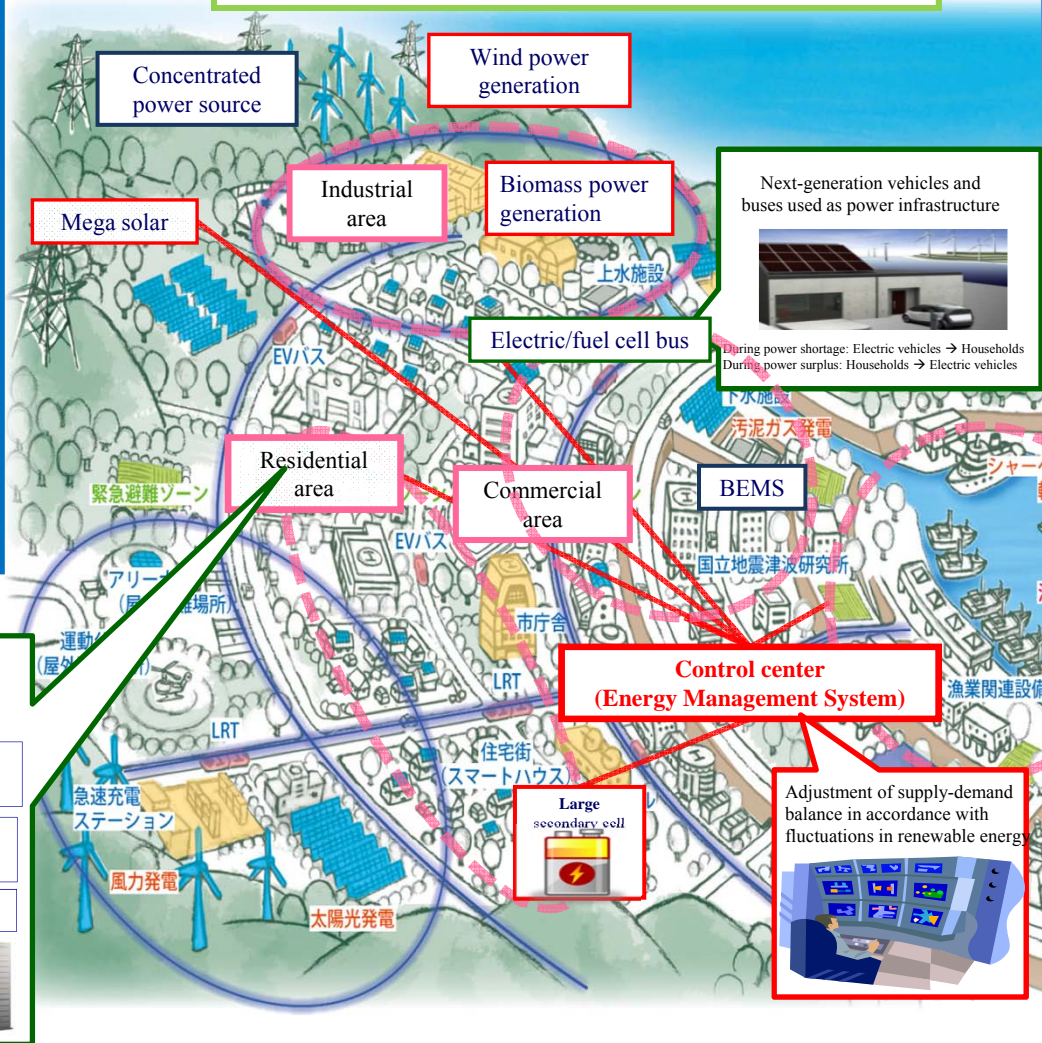 Concentrated
power source
Wind power
generation
Industrial
area
Biomass power
generation
Mega solar
上水施設
Next-generation vehicles and
buses used as power infrastructure
During power shortage: Electric vehicles → Households
During power surplus: Households → Electric vehicles
Electric/fuel cell bus
EVバス
下水施設
汚泥ガス発電
Residential
area
Commercial
area
BEMS
緊急避難ゾーン
EVバス
国立地震津波研究所
市庁舎
Control center
(Energy Management System)
LRT
漁業関連設備
LRT
住宅街
(スマートハウス)
急速充電
ステーション
Large
secondary cell
Adjustment of supply-demand
balance in accordance with
fluctuations in renewable energy
風力発電
太陽光発電